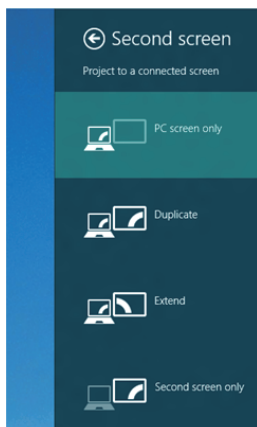 Second screen
Project to a connected screen
PC screen only
Duplicate
Extend
Second screen only